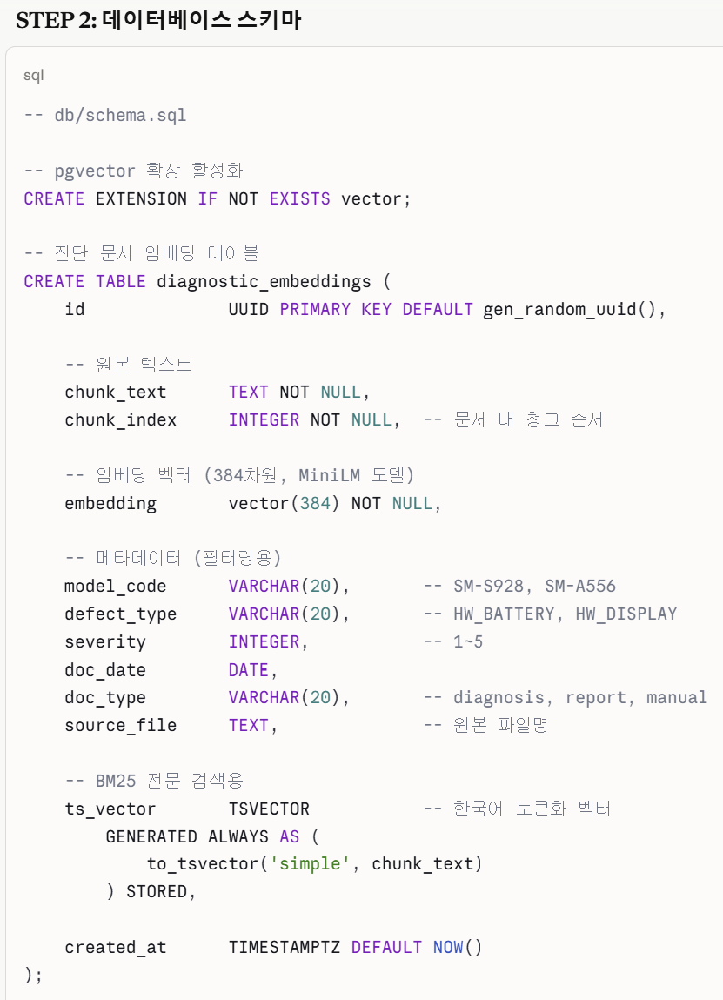 STEP 2: 데이터베이스 스키마
sql
-- db/schema.sql
-- pgvector 확장 활성화
CREATE EXTENSION IF NOT EXISTS vector;
-- 진단 문서 임베딩 테이블
CREATE TABLE diagnostic_embeddings (
id UUID PRIMARY KEY DEFAULT gen_random_uuid(),
-- 원본 텍스트
chunk_text TEXT NOT NULL,
chunk_index INTEGER NOT NULL, -- 문서 내 청크 순서
-- 임베딩 벡터 (384차원, MiniLM 모델)
embedding vector(384) NOT NULL,
-- 메타데이터 (필터링용)
model_code VARCHAR(20), -- SM-S928, SM-A556
defect_type VARCHAR(20), -- HW_BATTERY, HW_DISPLAY
severity INTEGER, -- 1~5
doc_date DATE,
doc_type VARCHAR(20), -- diagnosis, report, manual
source_file TEXT, -- 원본 파일명
-- BM25 전문 검색용
ts_vector TSVECTOR -- 한국어 토큰화 벡터
GENERATED ALWAYS AS (
to_tsvector('simple', chunk_text)
) STORED,
created_at TIMESTAMPTZ DEFAULT NOW()
);